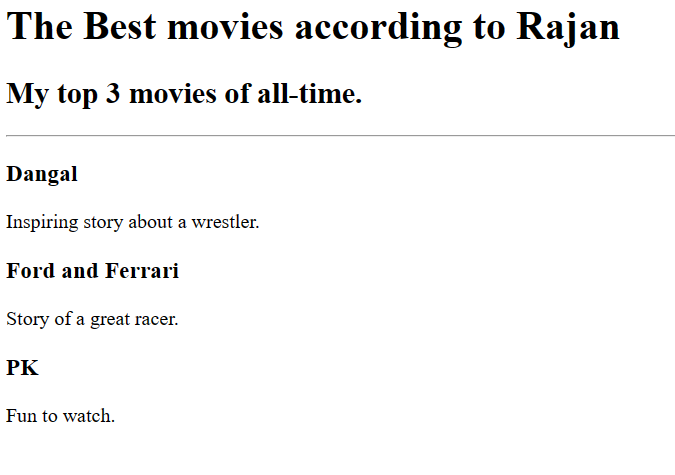 The Best movies according to Rajan
My top 3 movies of all-time.
Dangal
Inspiring story about a wrestler.
Ford and Ferrari
Story of a great racer.
PK
Fun to watch.